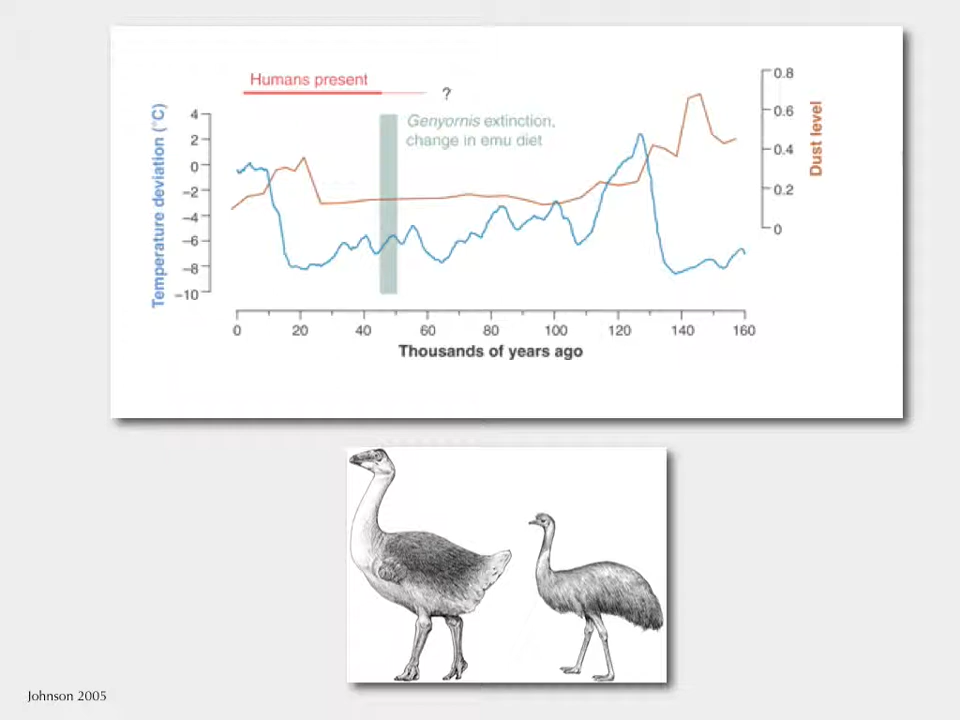 Humans present
?
Genyornis extinction,
change in emu diet
Temperature deviation (°C)
4
2
0
−2
−4
−6
−8
−10
0.8
0.6
0.4
0.2
0
Dust level
0 20 40 60 80 100 120 140 160
Thousands of years ago
Johnson 2005